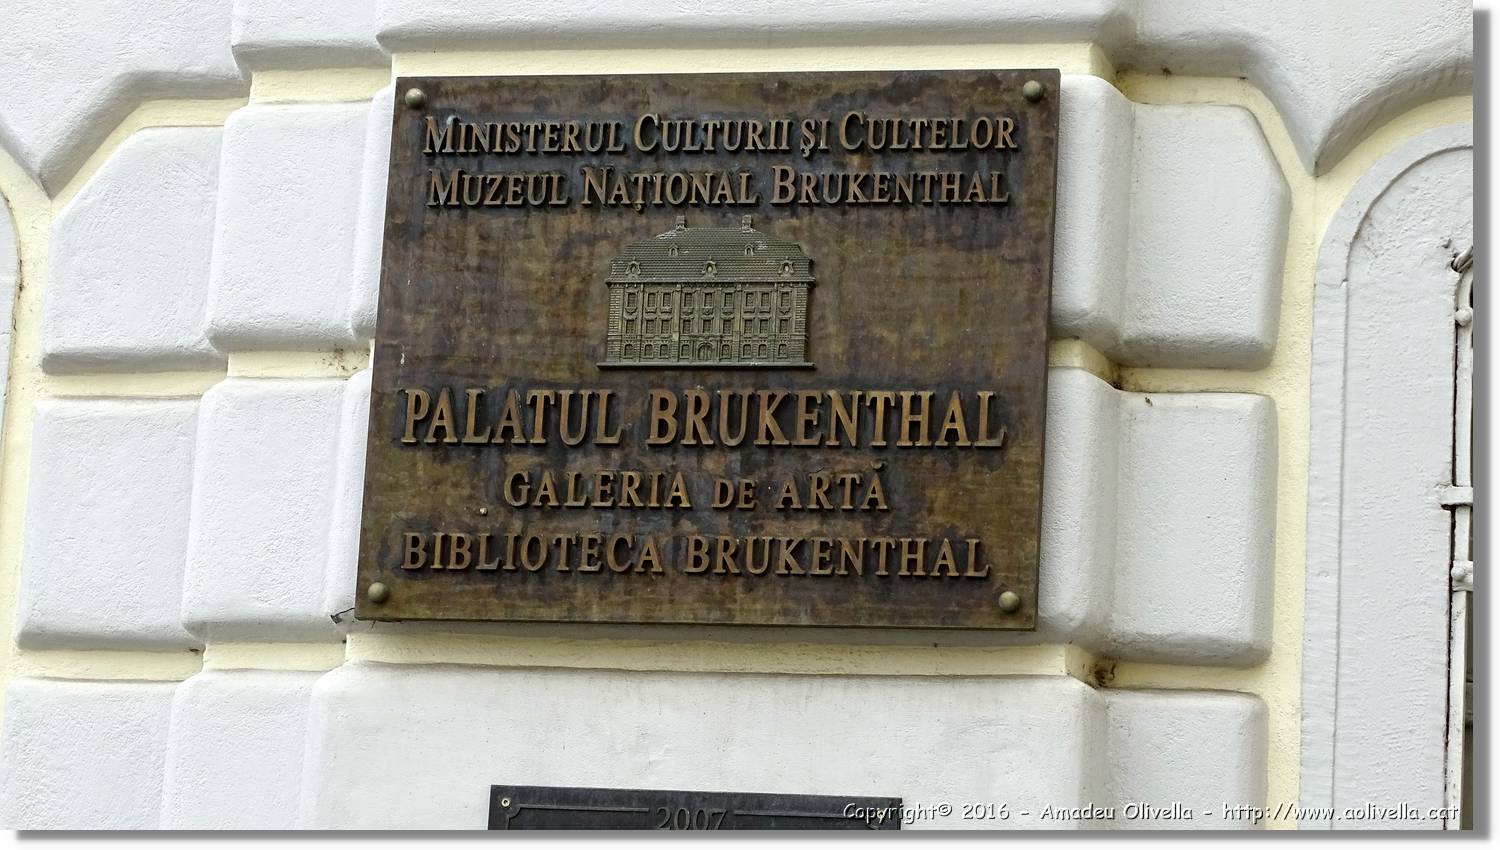 MINISTERUL CULTURII ŞI CULTELOR
MUZEUL NAŢIONAL BRUKENTHAL
PALATUL BRUKENTHAL
GALERIA DE ARTĂ
BIBLIOTECA BRUKENTHAL
2007
Copyright© 2016 - Amadeu Olivella - http://www.aolivella.cat